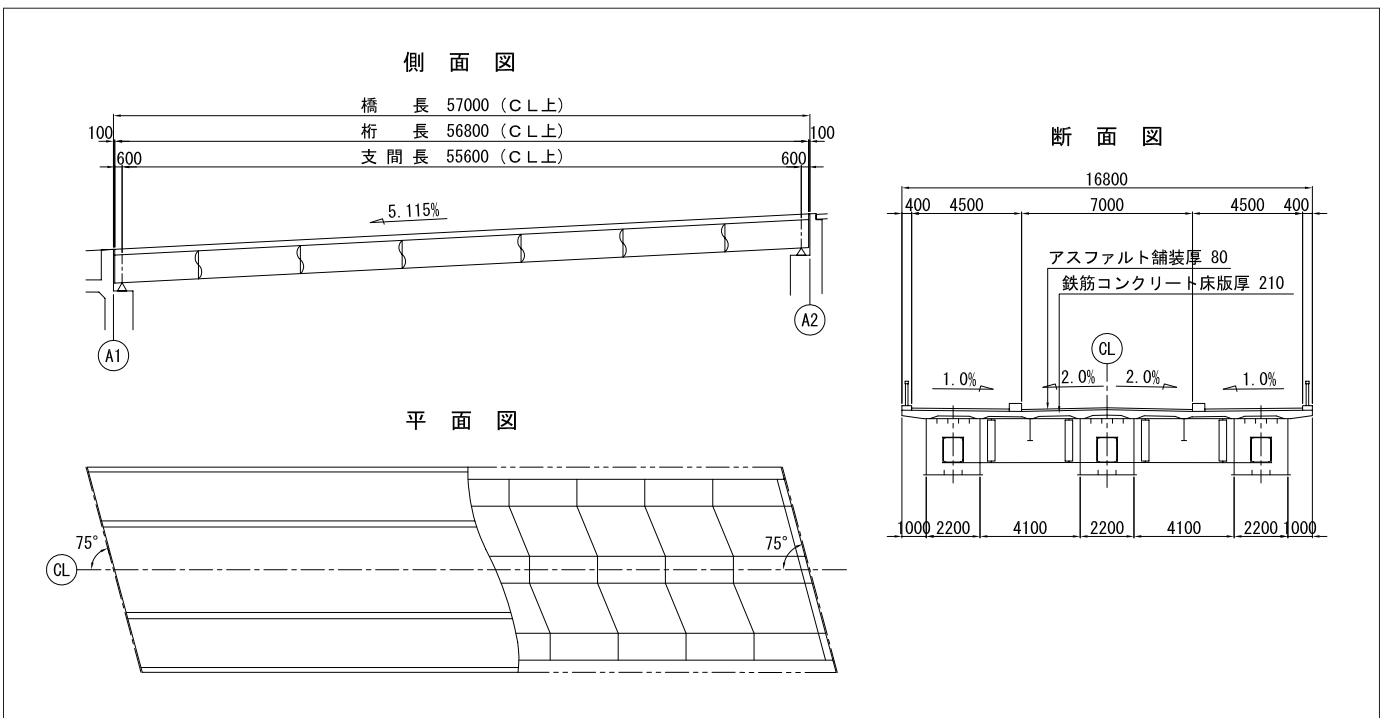 側面図
橋長 57000 (CL上)
100 桁長 56800 (CL上) 100
600 支間長 55600 (CL上) 600
5.115%
A1
A2
平面図
75°
75°
CL
断面図
16800
400 4500 7000 4500 400
アスファルト舗装厚 80
鉄筋コンクリート床版厚 210
CL
1.0% 2.0% 2.0% 1.0%
1000 2200 4100 2200 4100 2200 1000